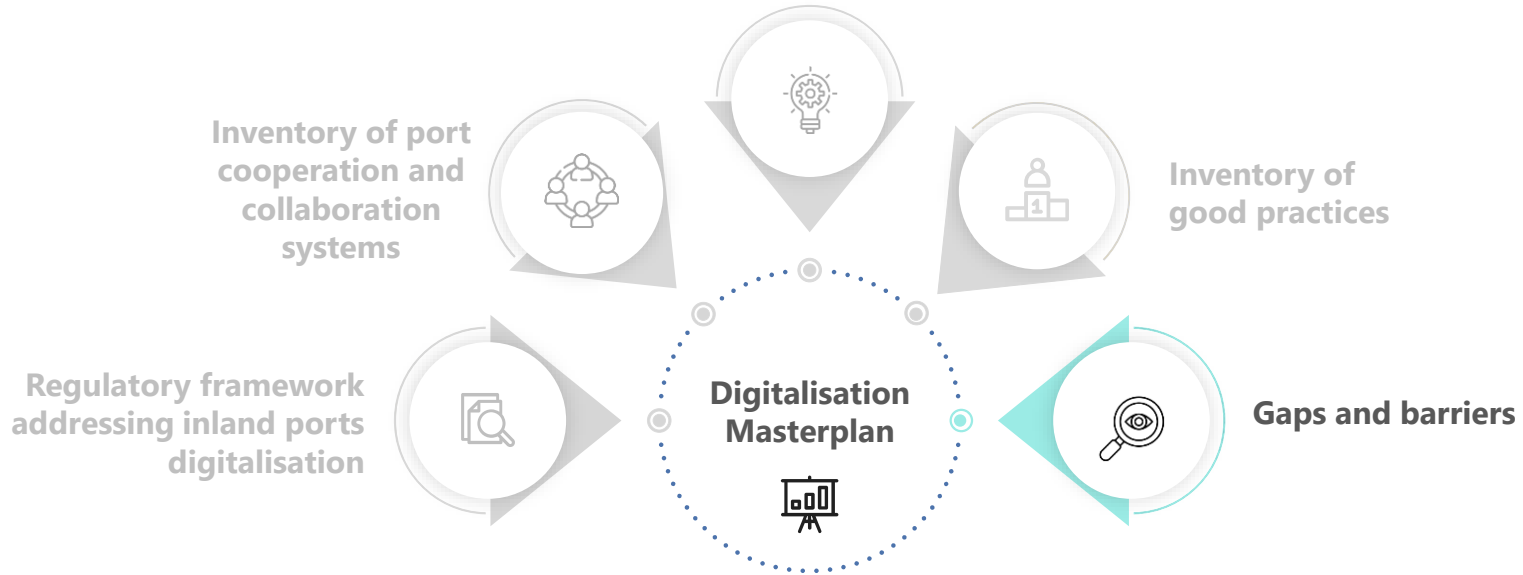 Inventory of port
cooperation and
collaboration
systems
Inventory of
good practices
1
Regulatory framework
addressing inland ports
digitalisation
Digitalisation
Masterplan
Gaps and barriers